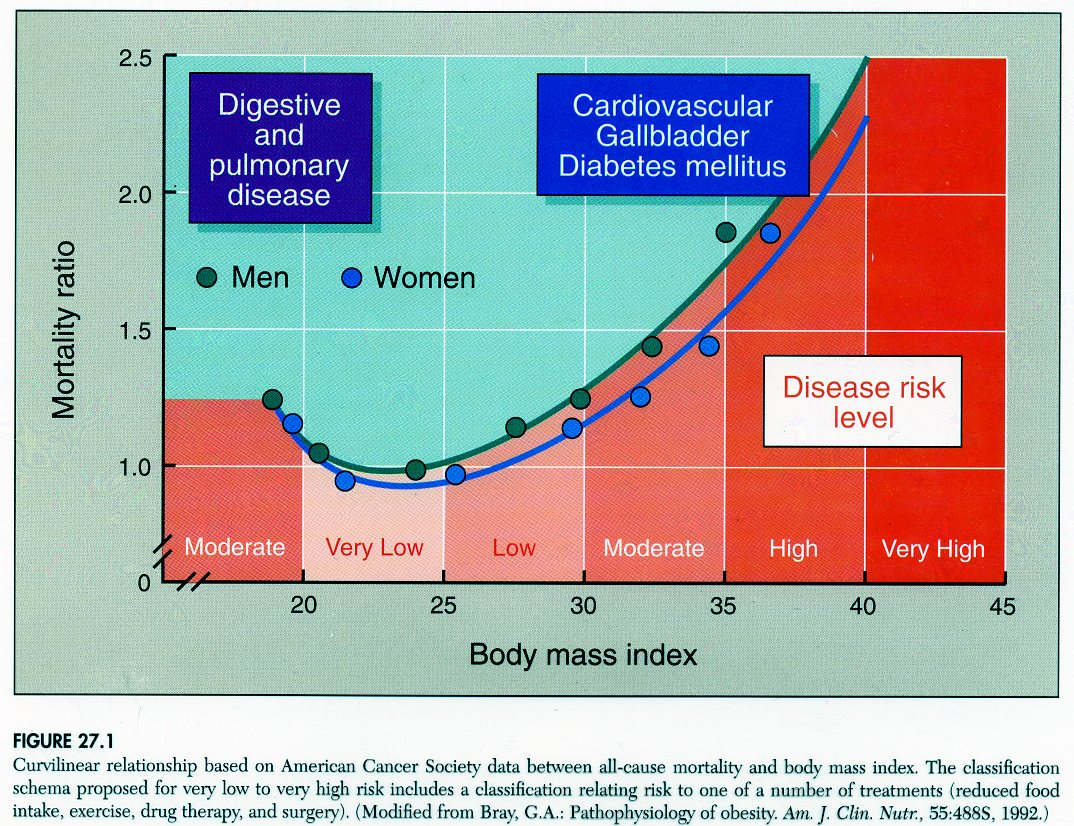 2.5
2.0
1.5
1.0
0
Mortality ratio
Digestive
and
pulmonary
disease
Cardiovascular
Gallbladder
Diabetes mellitus
Men
Women
Disease risk
level
Moderate
Very Low
Low
Moderate
High
Very High
20
25
30
35
40
45
Body mass index
FIGURE 27.1
Curvilinear relationship based on American Cancer Society data between all-cause mortality and body mass index. The classification
schema proposed for very low to very high risk includes a classification relating risk to one of a number of treatments (reduced food
intake, exercise, drug therapy, and surgery). (Modified from Bray, G.A.: Pathophysiology of obesity. Am. J. Clin. Nutr., 55:488S, 1992.)